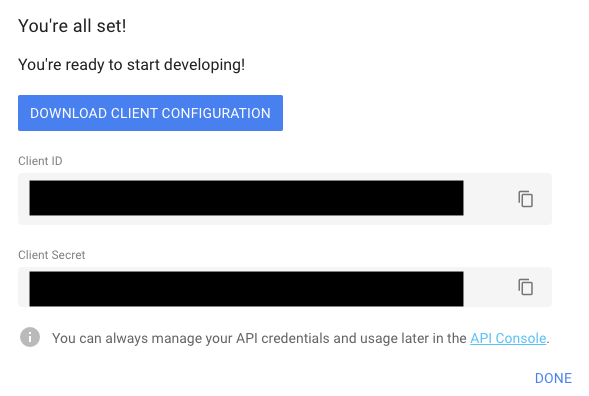 You're all set!
You're ready to start developing!
DOWNLOAD CLIENT CONFIGURATION
Client ID
Client Secret
You can always manage your API credentials and usage later in the API Console.
DONE